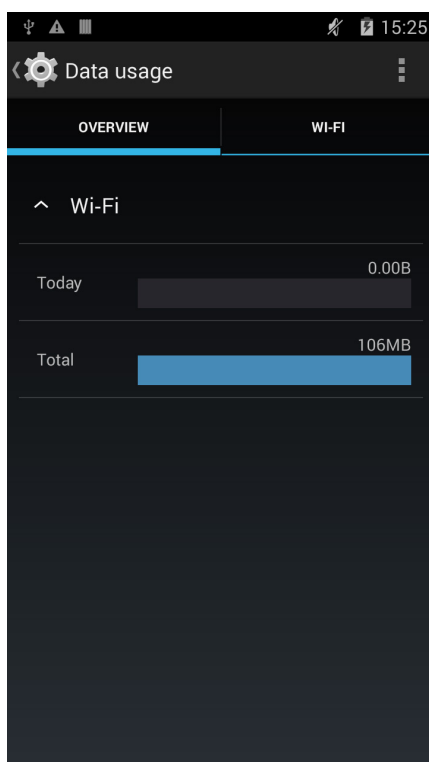 15:25
Data usage
OVERVIEW
WI-FI
Wi-Fi
0.00B
Today
106MB
Total